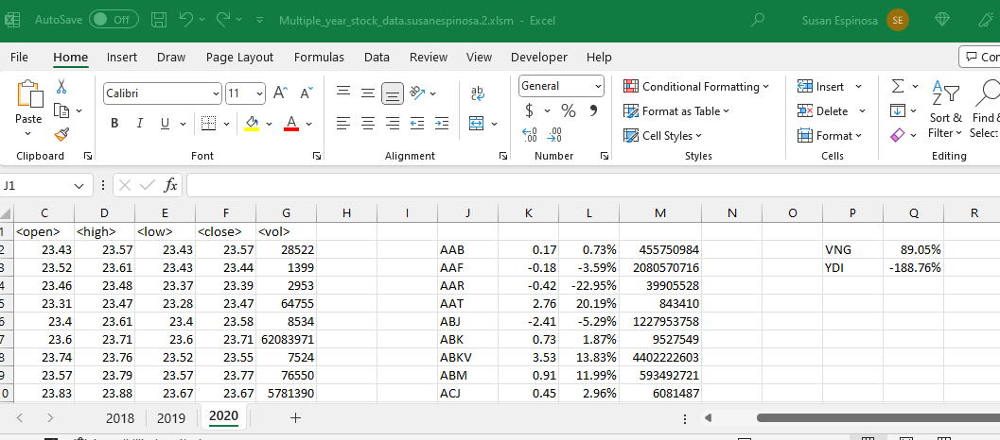 AutoSave Off Multiple_year_stock_data.susanespinosa.2.xlsm - Excel Susan Espinosa SE
File Home Insert Draw Page Layout Formulas Data Review View Developer Help
Paste
Calibri 11 A A
B I U A
ab
General
$ % 9
Conditional Formatting
Format as Table
Cell Styles
Insert
Delete
Format
Sort &
Filter
Clipboard Font Alignment Number Styles Cells Editing
J1 fx
C D E F G H I J K L M N O P Q R
1 <open> <high> <low> <close> <vol>
2 23.43 23.57 23.43 23.57 28522 AAB 0.17 0.73% 455750984 VNG 89.05%
3 23.52 23.61 23.43 23.44 1399 AAF -0.18 -3.59% 2080570716 YDI -188.76%
4 23.46 23.48 23.37 23.39 2953 AAR -0.42 -22.95% 39905528
5 23.31 23.47 23.28 23.47 64755 AAT 2.76 20.19% 843410
6 23.4 23.61 23.4 23.58 8534 ABJ -2.41 -5.29% 1227953758
7 23.6 23.71 23.6 23.71 62083971 ABK 0.73 1.87% 9527549
8 23.74 23.76 23.52 23.55 7524 ABKV 3.53 13.83% 4402222603
9 23.57 23.79 23.57 23.77 76550 ABM 0.91 11.99% 593492721
0 23.83 23.88 23.67 23.67 5781390 ACJ 0.45 2.96% 6081487
2018 2019 2020